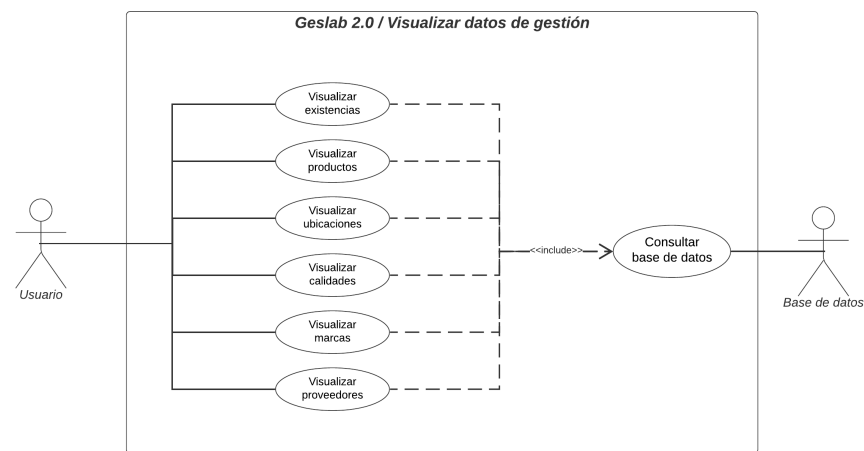 Geslab 2.0 / Visualizar datos de gestión
Visualizar
existencias
Visualizar
productos
Visualizar
ubicaciones
Visualizar
calidades
Visualizar
marcas
Visualizar
proveedores
<<include>>
Consultar
base de datos
Usuario
Base de datos